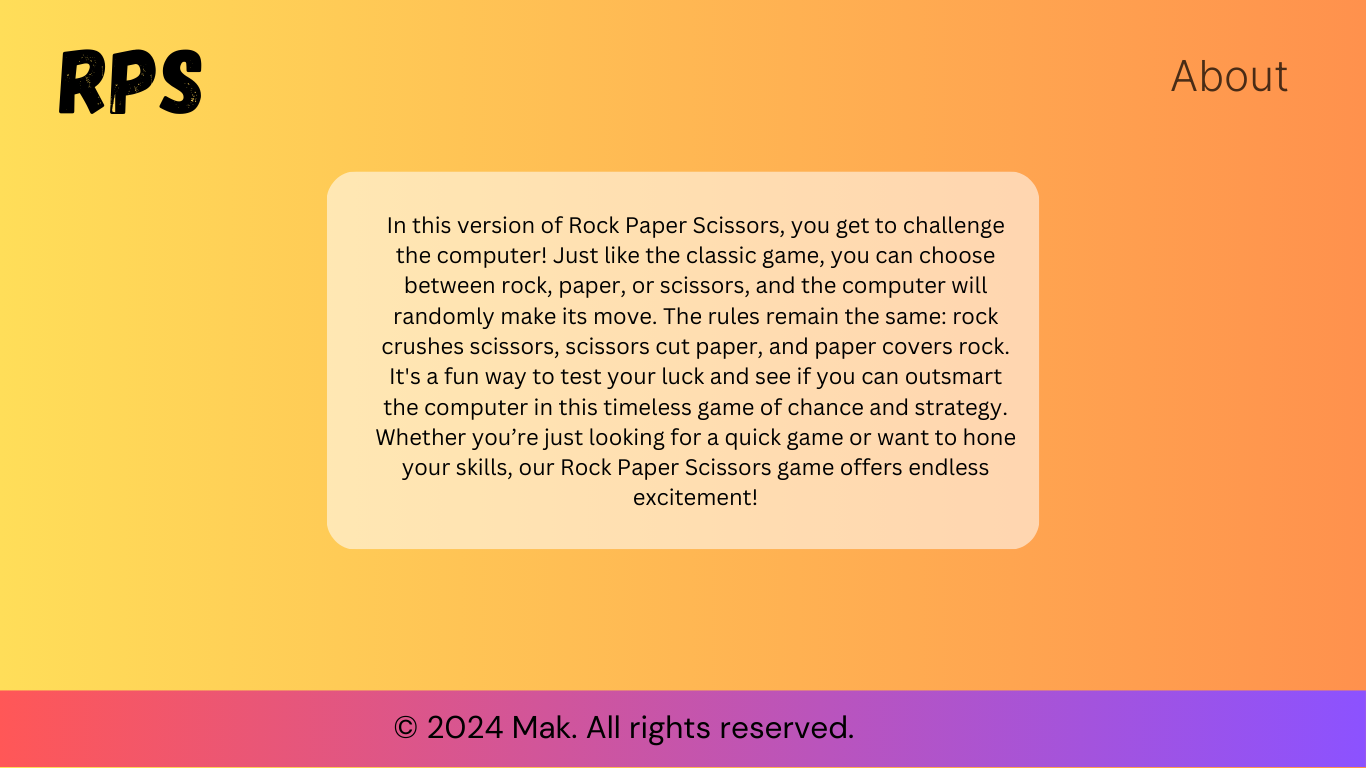 RPS
About
In this version of Rock Paper Scissors, you get to challenge
the computer! Just like the classic game, you can choose
between rock, paper, or scissors, and the computer will
randomly make its move. The rules remain the same: rock
crushes scissors, scissors cut paper, and paper covers rock.
It's a fun way to test your luck and see if you can outsmart
the computer in this timeless game of chance and strategy.
Whether you’re just looking for a quick game or want to hone
your skills, our Rock Paper Scissors game offers endless
excitement!
© 2024 Mak. All rights reserved.